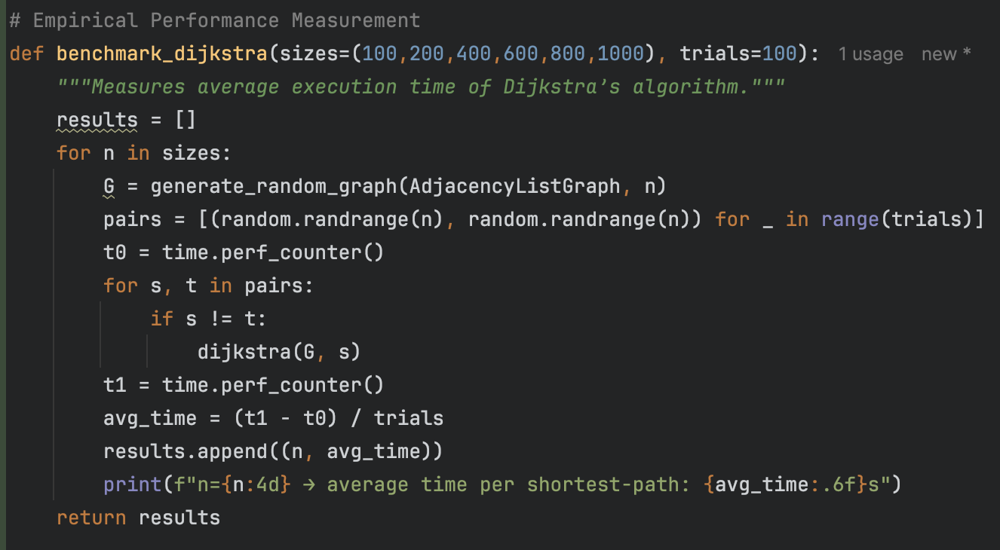 # Empirical Performance Measurement
def benchmark_dijkstra(sizes=(100,200,400,600,800,1000), trials=100): 1 usage new *
    """Measures average execution time of Dijkstra’s algorithm."""
    results = []
    for n in sizes:
        G = generate_random_graph(AdjacencyListGraph, n)
        pairs = [(random.randrange(n), random.randrange(n)) for _ in range(trials)]
        t0 = time.perf_counter()
        for s, t in pairs:
            if s != t:
                dijkstra(G, s)
        t1 = time.perf_counter()
        avg_time = (t1 - t0) / trials
        results.append((n, avg_time))
        print(f"n={n:4d} → average time per shortest-path: {avg_time:.6f}s")
    return results